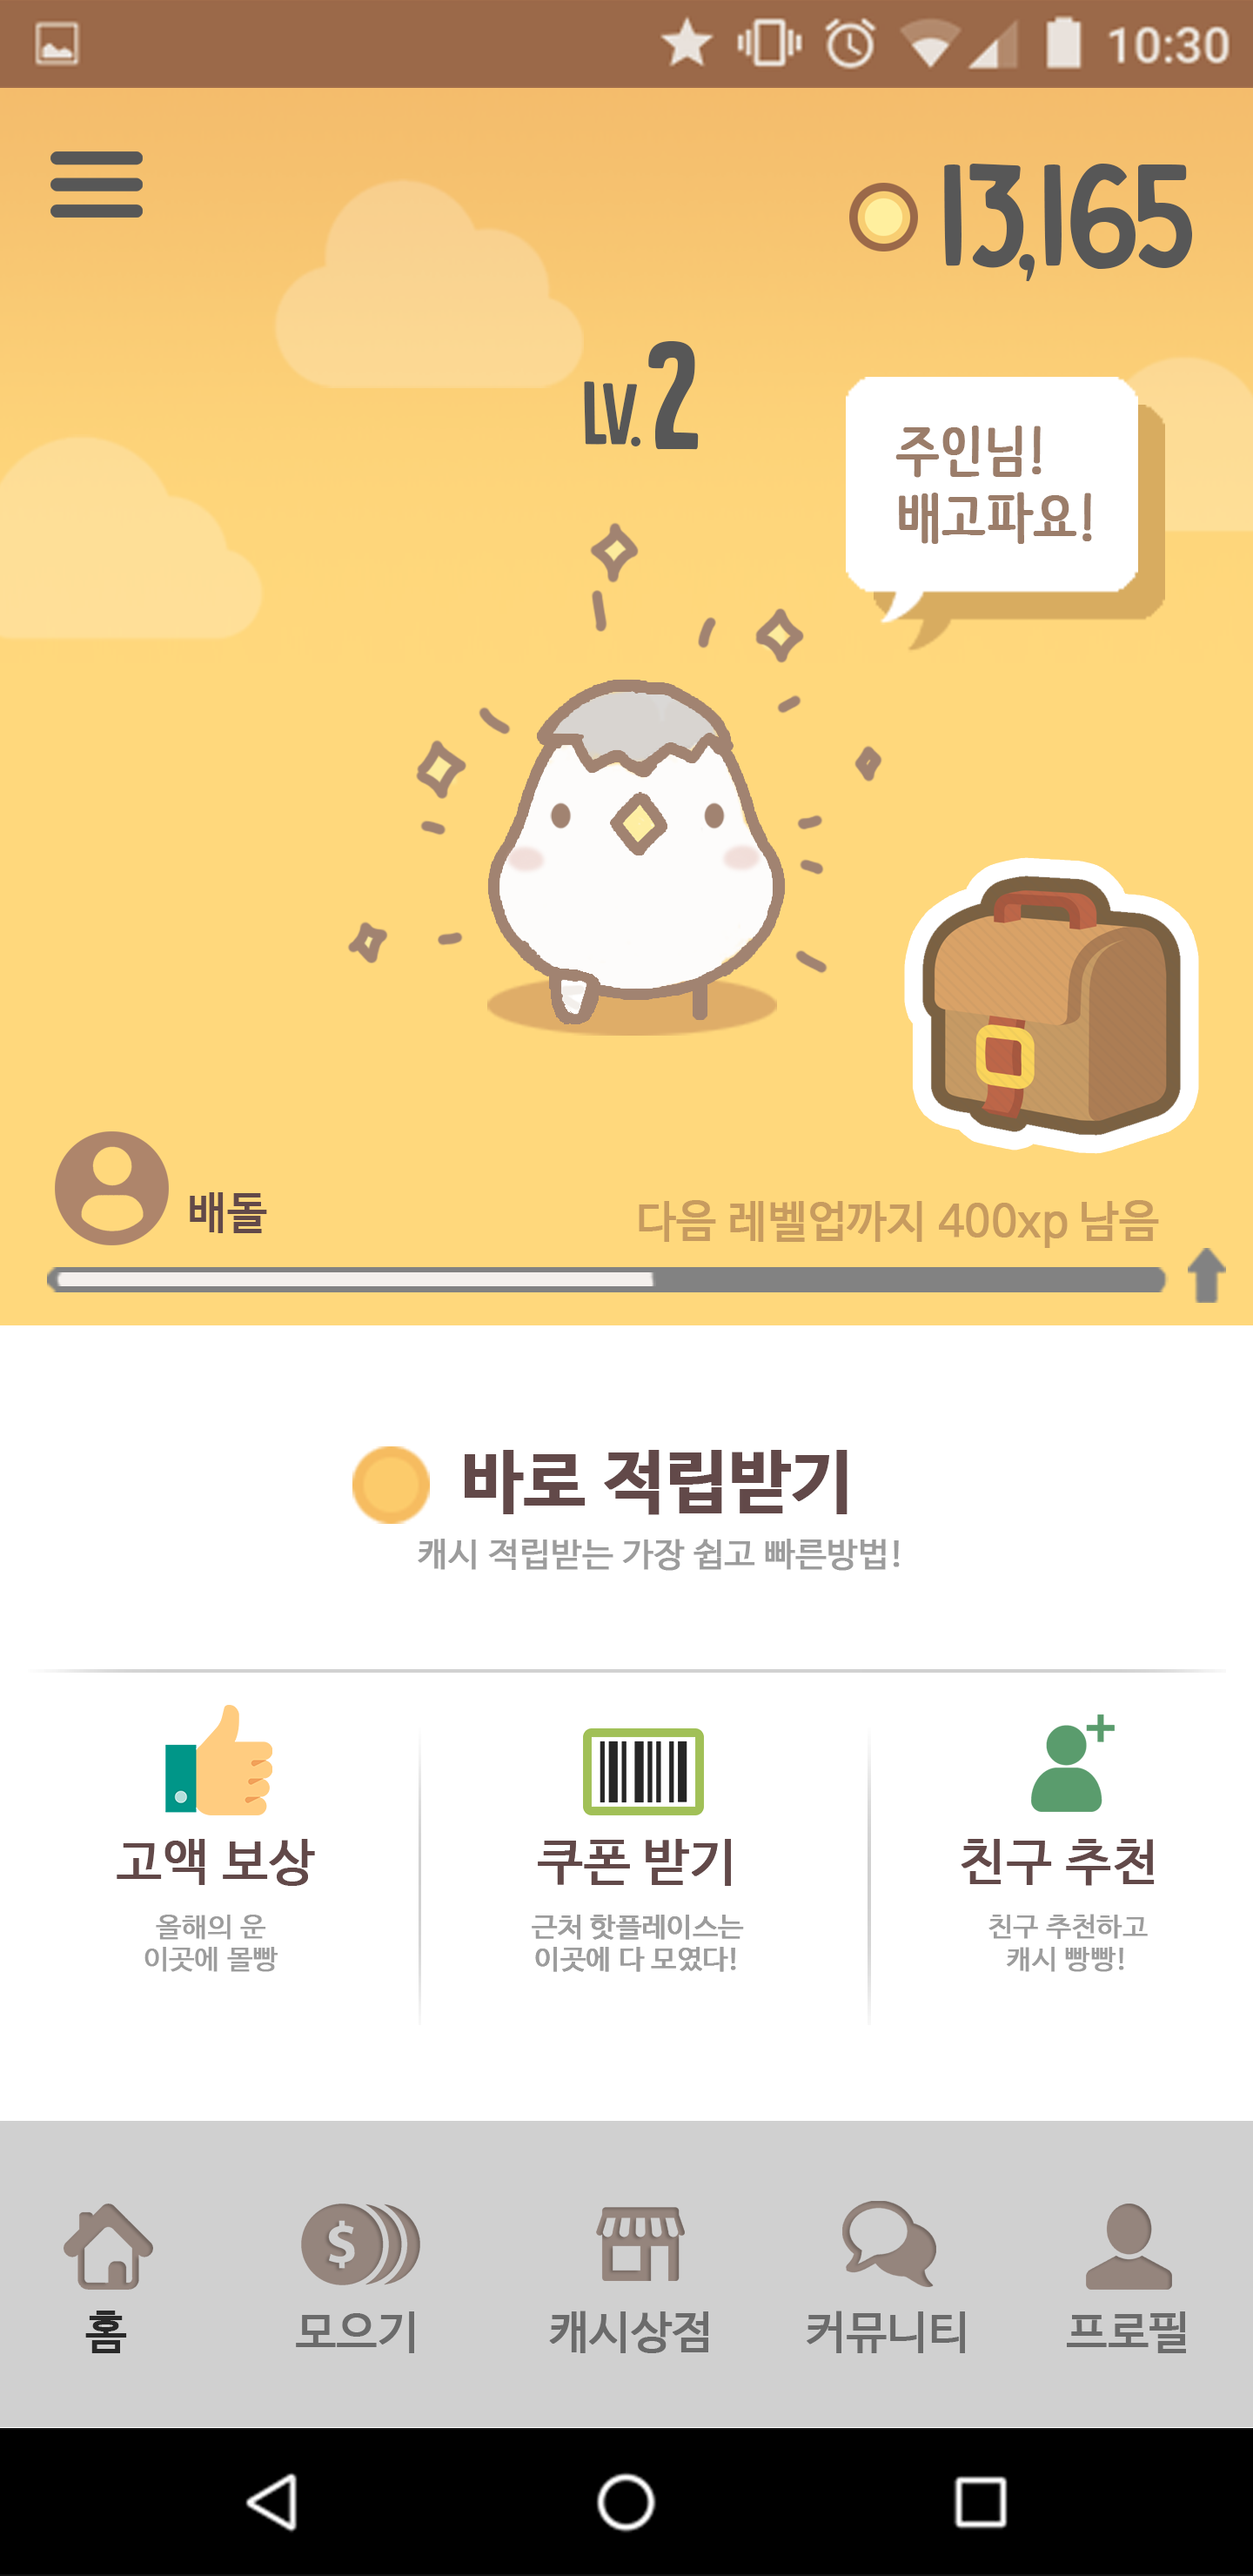 10:30
13,165
LV.2
주인님!
배고파요!
배돌
다음 레벨업까지 400xp 남음
바로 적립받기
캐시 적립받는 가장 쉽고 빠른방법!
고액 보상
올해의 운
이곳에 몰빵
쿠폰 받기
근처 핫플레이스는
이곳에 다 모였다!
친구 추천
친구 추천하고
캐시 빵빵!
$
홈
모으기
캐시상점
커뮤니티
프로필